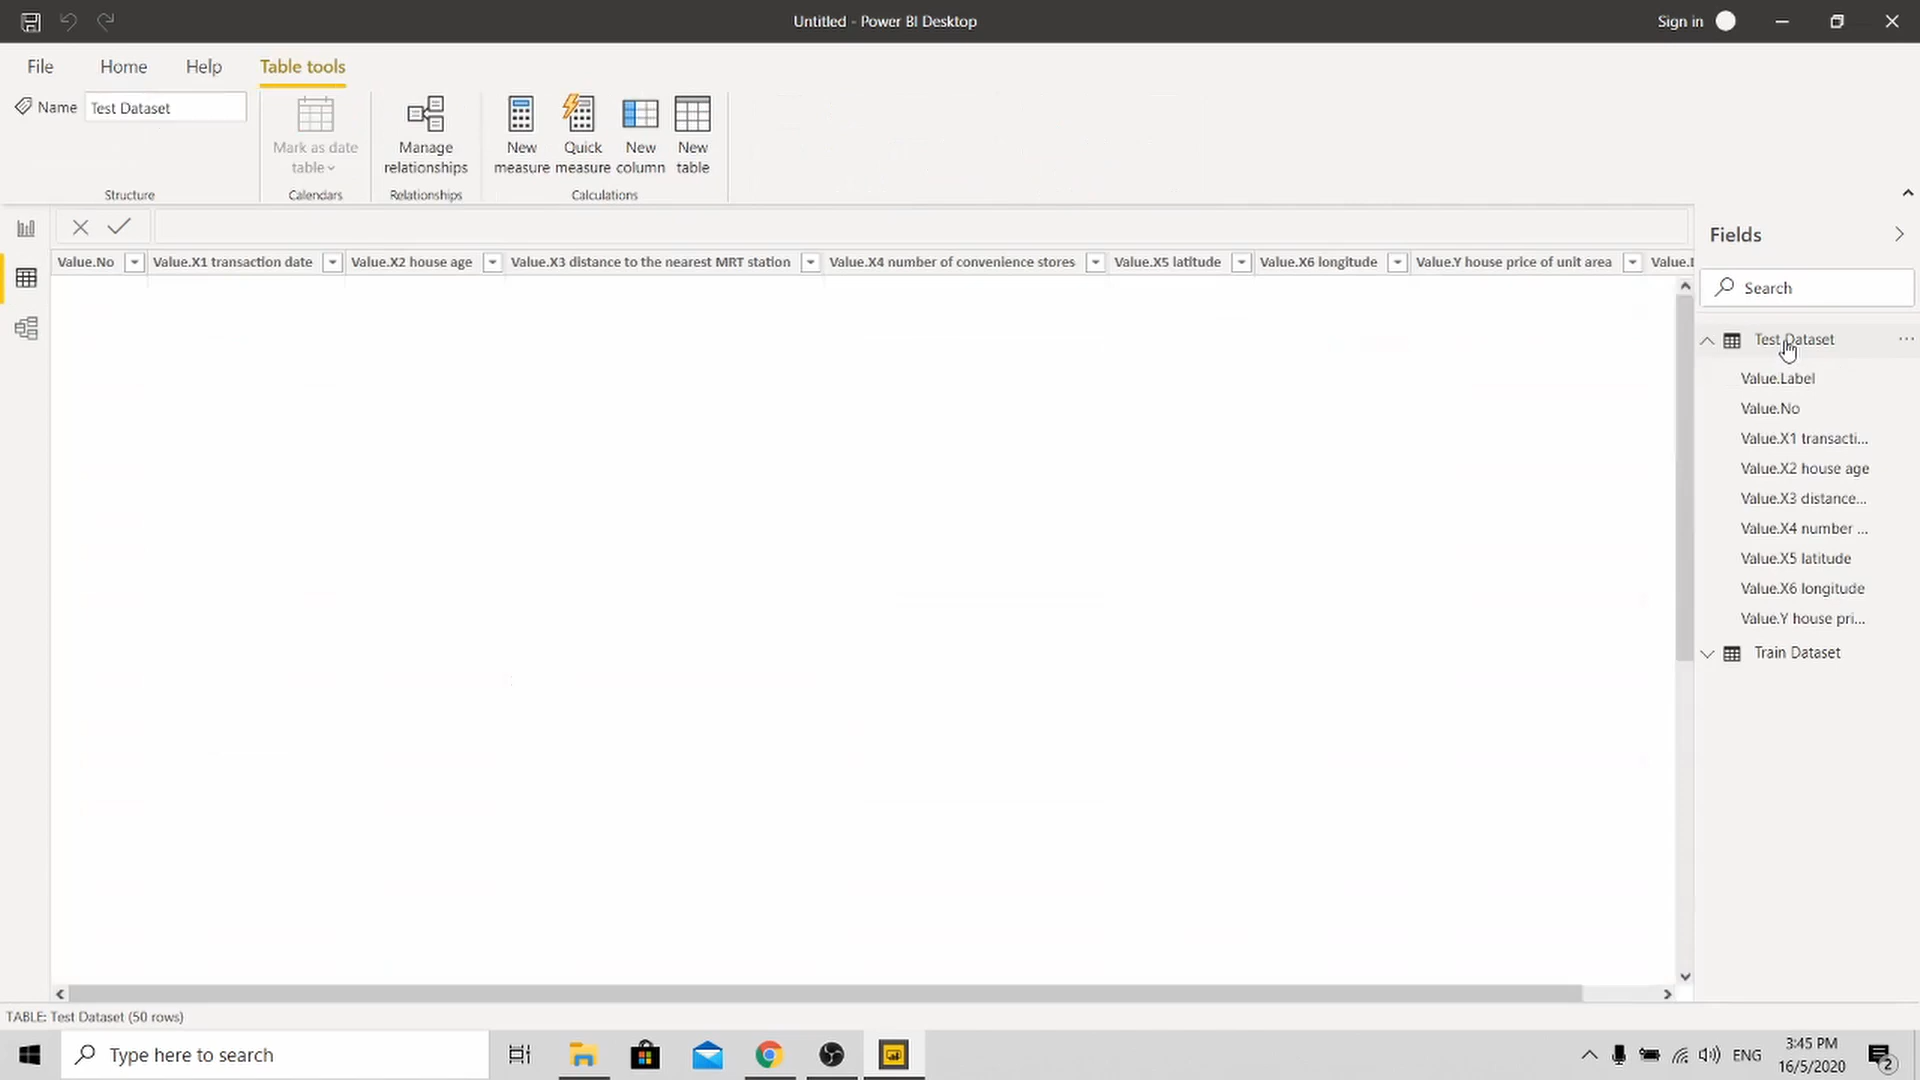 Untitled - Power BI Desktop
Sign in
File
Home
Help
Table tools
Name
Test Dataset
Mark as date
table
Manage
relationships
New
measure
Quick
measure
New
column
New
table
Structure
Calendars
Relationships
Calculations
Value.No
Value.X1 transaction date
Value.X2 house age
Value.X3 distance to the nearest MRT station
Value.X4 number of convenience stores
Value.X5 latitude
Value.X6 longitude
Value.Y house price of unit area
Fields
Search
Test Dataset
Value.Label
Value.No
Value.X1 transacti...
Value.X2 house age
Value.X3 distance...
Value.X4 number ...
Value.X5 latitude
Value.X6 longitude
Value.Y house pri...
Train Dataset
TABLE: Test Dataset (50 rows)
Type here to search
ENG
3:45 PM
16/5/2020
2